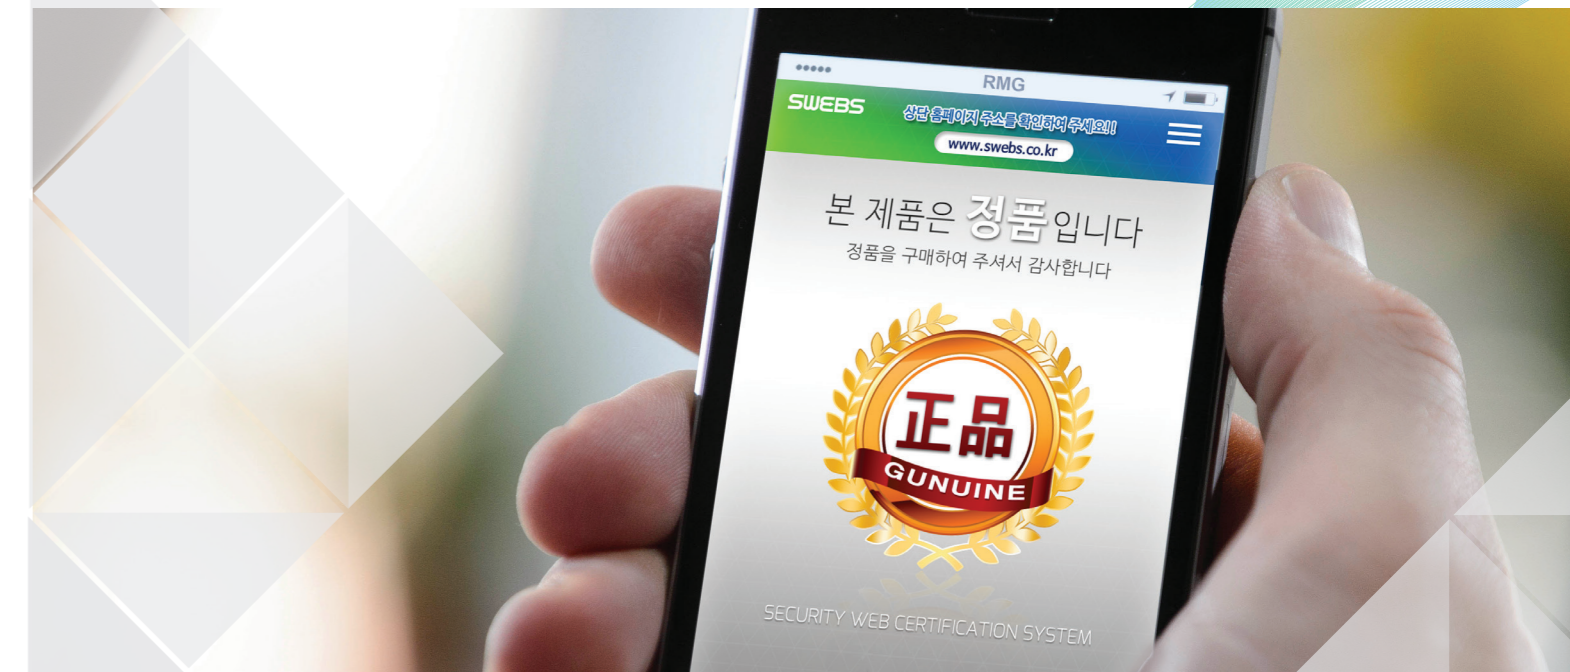 RMG
SWEBS
상단 홈페이지 주소를 확인하여 주세요!!
www.swebs.co.kr
본 제품은 정품입니다
정품을 구매하여 주셔서 감사합니다
正品
GUNUINE
SECURITY WEB CERTIFICATION SYSTEM